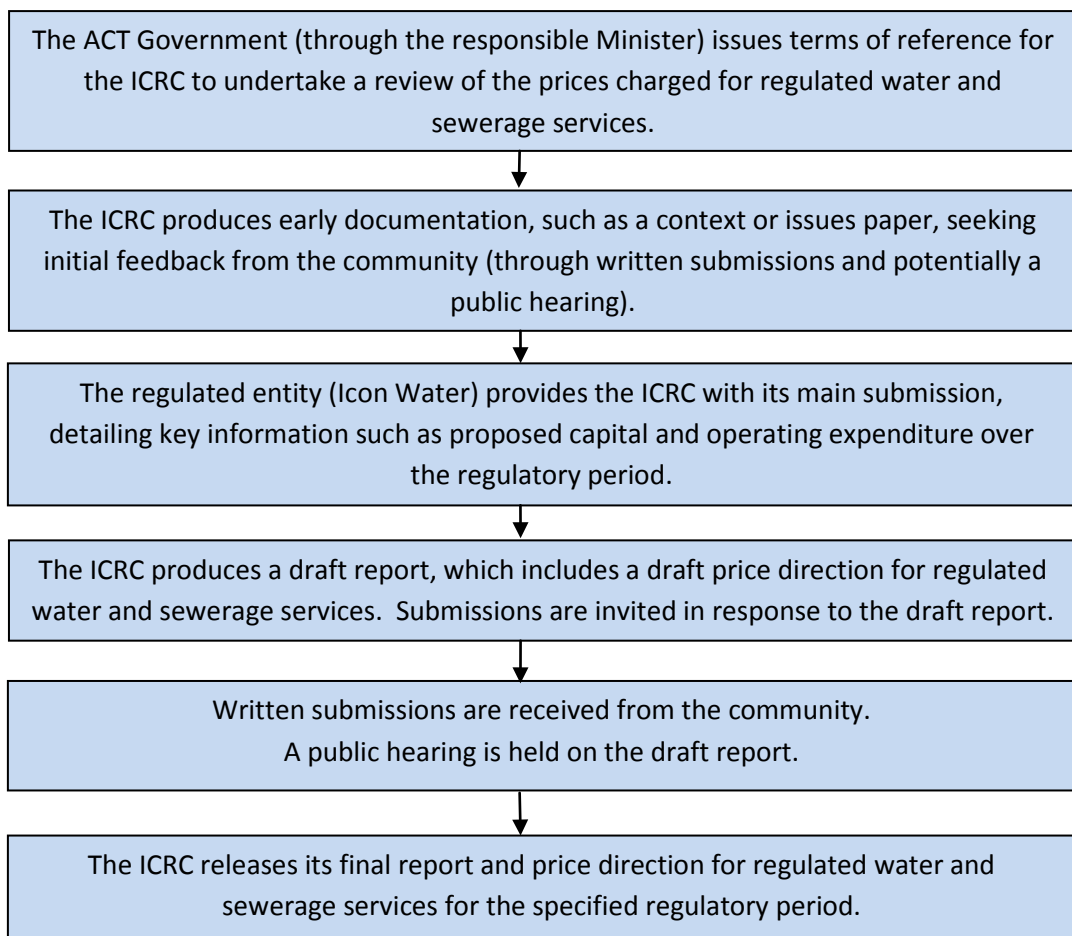 The ACT Government (through the responsible Minister) issues terms of reference for
the ICRC to undertake a review of the prices charged for regulated water and
sewerage services.
The ICRC produces early documentation, such as a context or issues paper, seeking
initial feedback from the community (through written submissions and potentially a
public hearing).
The regulated entity (Icon Water) provides the ICRC with its main submission,
detailing key information such as proposed capital and operating expenditure over
the regulatory period.
The ICRC produces a draft report, which includes a draft price direction for regulated
water and sewerage services.  Submissions are invited in response to the draft report.
Written submissions are received from the community.
A public hearing is held on the draft report.
The ICRC releases its final report and price direction for regulated water and
sewerage services for the specified regulatory period.